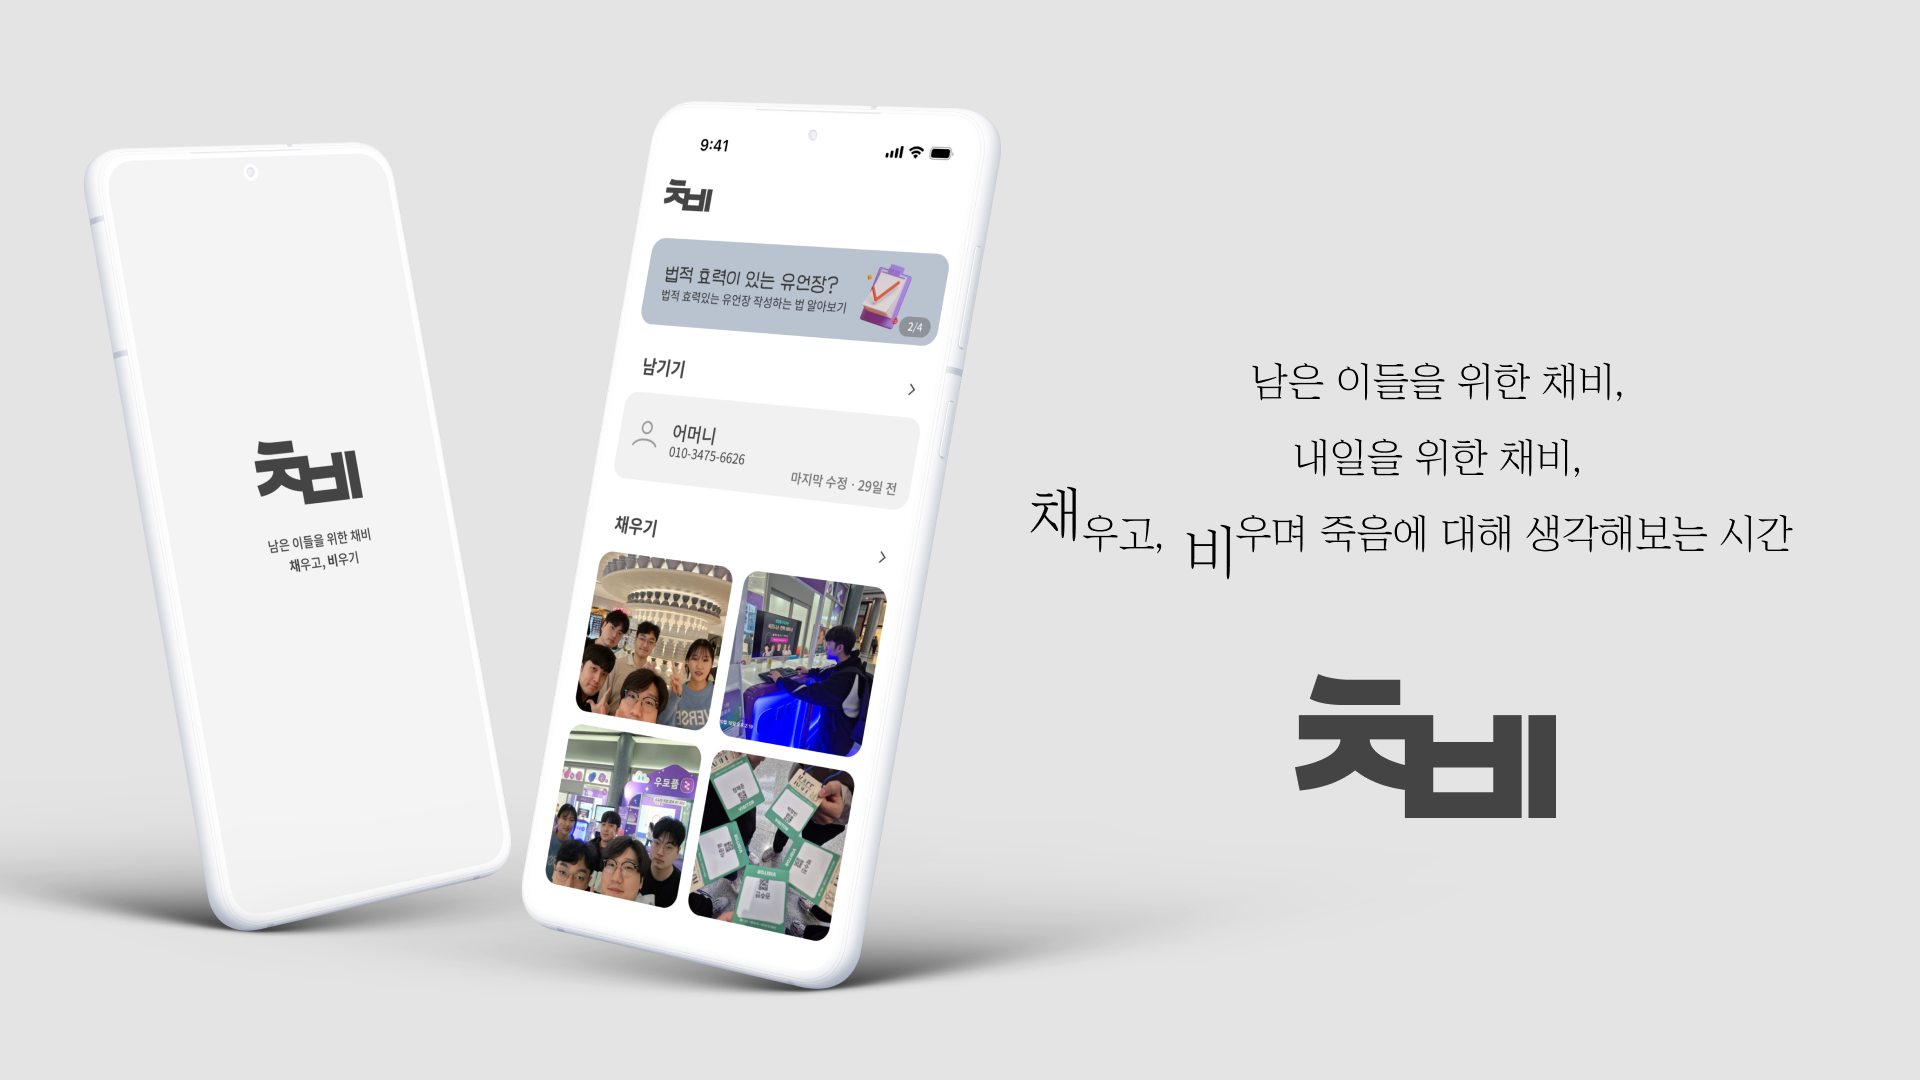 채비
남은 이들을 위한 채비
채우고, 비우기
9:41
채비
법적 효력이 있는 유언장?
법적 효력있는 유언장 작성하는 법 알아보기
2/4
남기기
어머니
010-3475-6626
마지막 수정 · 29일 전
채우기
우토플
VISITOR
VISITOR
남은 이들을 위한 채비,
내일을 위한 채비,
채우고, 비우며 죽음에 대해 생각해보는 시간
채비